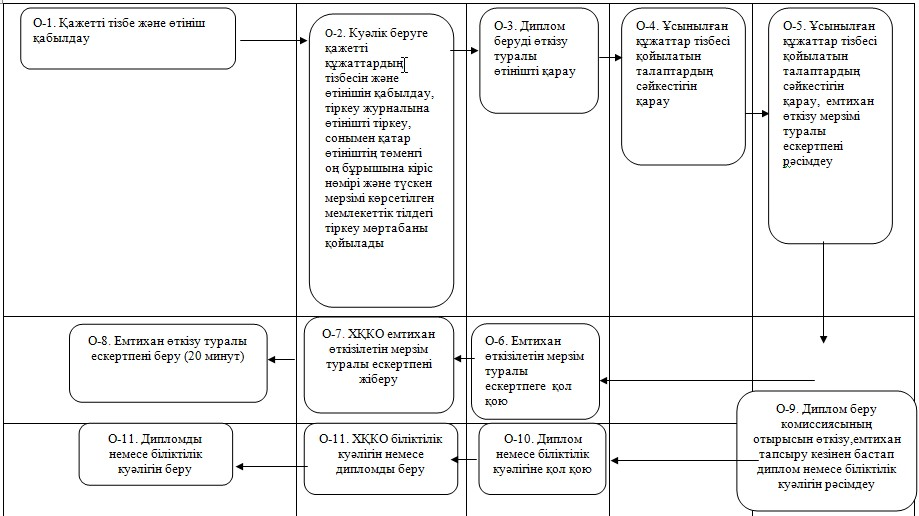 О-1. Қажетті тізбе және өтініш
қабылдау
О-2. Куәлік беруге
қажетті
құжаттардың
тізбесін және
өтінішін қабылдау,
тіркеу журналына
өтінішті тіркеу,
сонымен қатар
өтініштің төменгі
оң бұрышына кіріс
нөмірі және түскен
мерзімі көрсетілген
мемлекеттік тілдегі
тіркеу мөртабаны
қойылады
О-3. Диплом
беруді өткізу
туралы
өтінішті қарау
О-4. Ұсынылған
құжаттар тізбесі
қойылатын
талаптардың
сәйкестігін
қарау
О-5. Ұсынылған
құжаттар тізбесі
қойылатын
талаптардың
сәйкестігін
қарау, емтихан
өткізу мерзімі
туралы
ескертпені
рәсімдеу
О-8. Емтихан өткізу туралы
ескертпені беру (20 минут)
О-7. ХҚКО емтихан
өткізілетін мерзім
туралы ескертпені
жіберу
О-6. Емтихан
өткізілетін мерзім
туралы
ескертпеге қол
қою
О-9. Диплом беру
комиссиясының
отырысын өткізу,емтихан
тапсыру кезінен бастап
диплом немесе біліктілік
куәлігін рәсімдеу
О-11. Дипломды
немесе біліктілік
куәлігін беру
О-11. ХҚКО біліктілік
куәлігін немесе
дипломды беру
О-10. Диплом
немесе біліктілік
куәлігіне қол қою